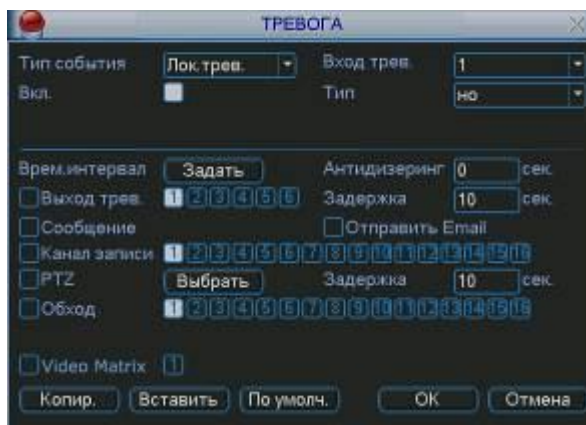 ТРЕВОГА
Тип события Лок.трев. Вход трев. 1
Вкл. Тип но
Врем.интервал Задать Антидизеринг 0 сек.
Выход трев. 1 2 3 4 5 6 Задержка 10 сек.
Сообщение Отправить Email
Канал записи 1 2 3 4 5 6 7 8 9 10 11 12 13 14 15 16
PTZ Выбрать Задержка 10 сек.
Обход 1 2 3 4 5 6 7 8 9 10 11 12 13 14 15 16
Video Matrix 1
Копир. Вставить По умолч. OK Отмена